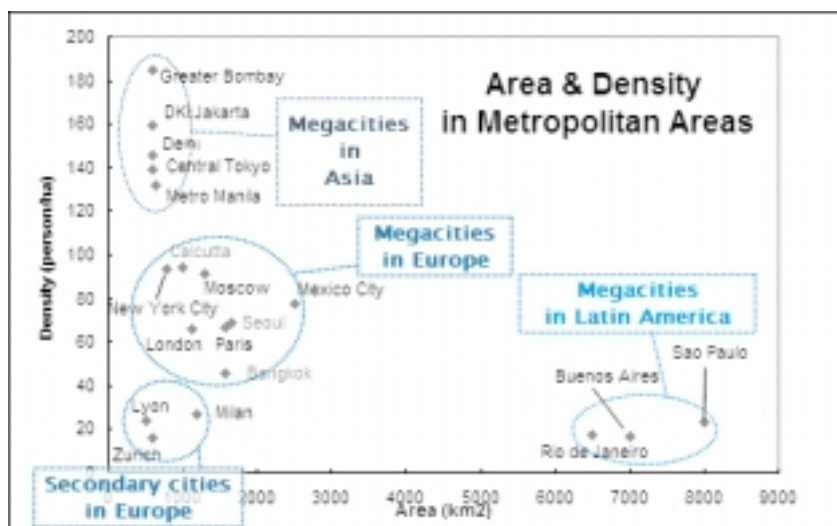 Area & Density
in Metropolitan Areas
Density (person/ha)
200
180
160
140
120
100
80
60
40
20
0
Greater Bombay
DKI Jakarta
Delhi
Central Tokyo
Metro Manila
Megacities
in
Asia
Calcutta
New York City
Moscow
Mexico City
London
Paris
Seoul
Bangkok
Megacities
in Europe
Megacities
in Latin America
Sao Paulo
Buenos Aires
Rio de Janeiro
Lyon
Milan
Zurich
Secondary cities
in Europe
1000
2000
3000
4000
5000
6000
7000
8000
9000
Area (km2)